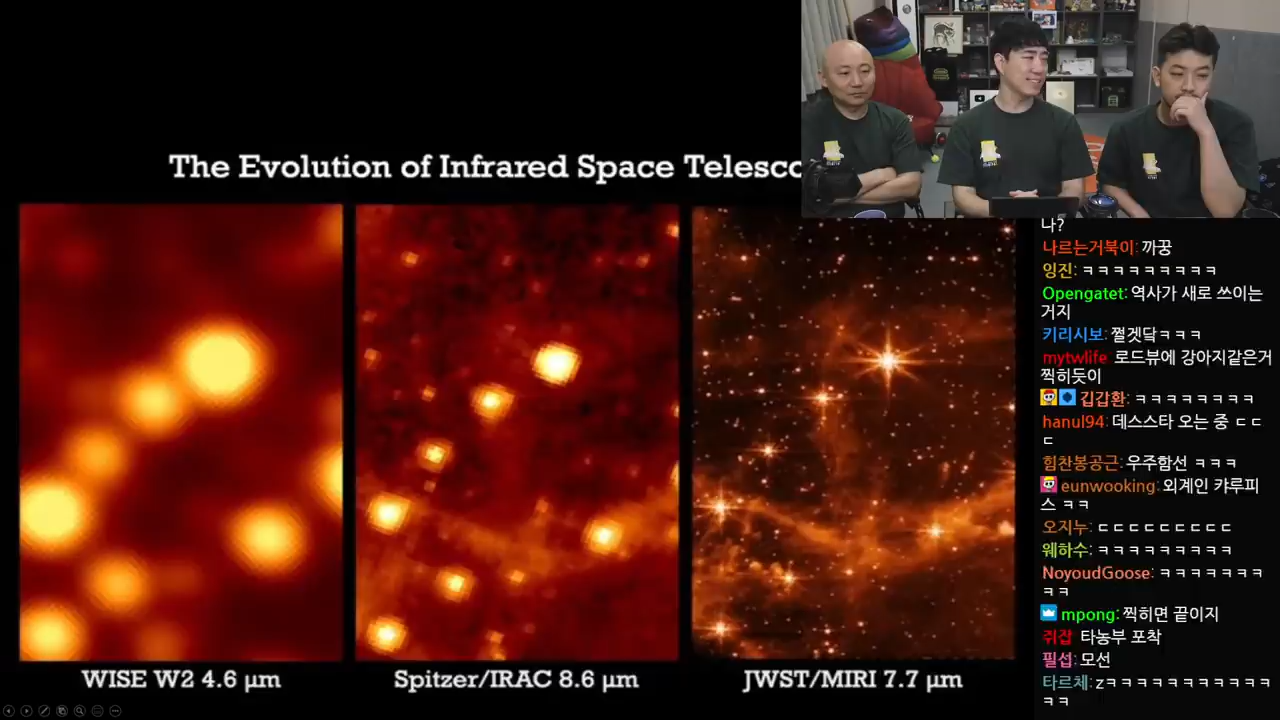 The Evolution of Infrared Space Telesco
WISE W2 4.6 µm
Spitzer/IRAC 8.6 µm
JWST/MIRI 7.7 µm
나?
나르는거북이: 까꿍
잉진: ㅋㅋㅋㅋㅋㅋㅋㅋㅋ
Opengatet: 역사가 새로 쓰이는
거지
키리시보: 쩔겟닼ㅋㅋㅋ
mytwlife: 로드뷰에 강아지같은거
찍히듯이
김갑환: ㅋㅋㅋㅋㅋㅋㅋㅋ
hanul94: 데스스타 오는 중 ㄷㄷ
ㄷ
힘찬봉공근: 우주함선 ㅋㅋㅋ
eunwooking: 외계인 캬루피
스 ㅋㅋ
오지누: ㄷㄷㄷㄷㄷㄷㄷㄷㄷ
웨하수: ㅋㅋㅋㅋㅋㅋㅋㅋㅋ
NoyoudGoose: ㅋㅋㅋㅋㅋㅋㅋ
ㅋㅋ
mpong: 찍히면 끝이지
쥐잡: 타농부 포착
필섭: 모선
타르체: zㅋㅋㅋㅋㅋㅋㅋㅋㅋㅋㅋ
ㅋㅋ